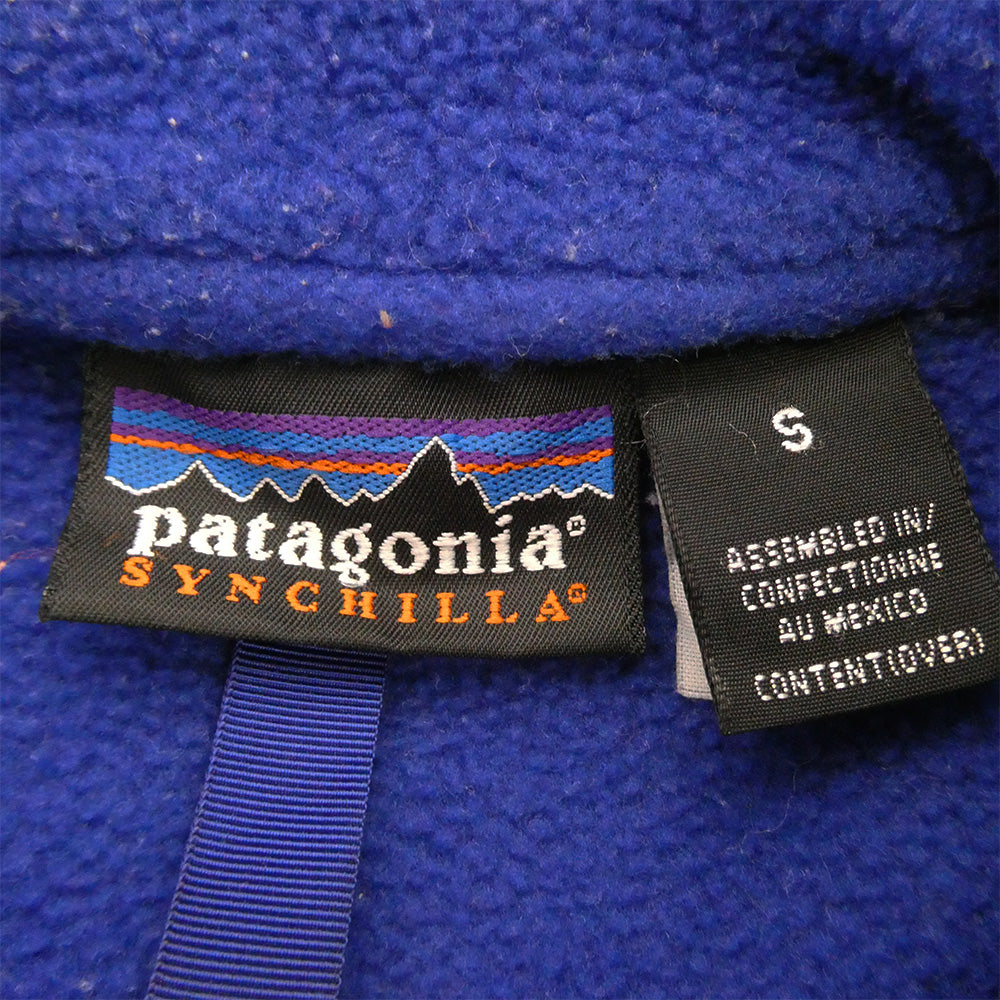 patagonia®
SYNCHILLA®
S
ASSEMBLED IN/
CONFECTIONNE
AU MEXICO
CONTENT(OVER)